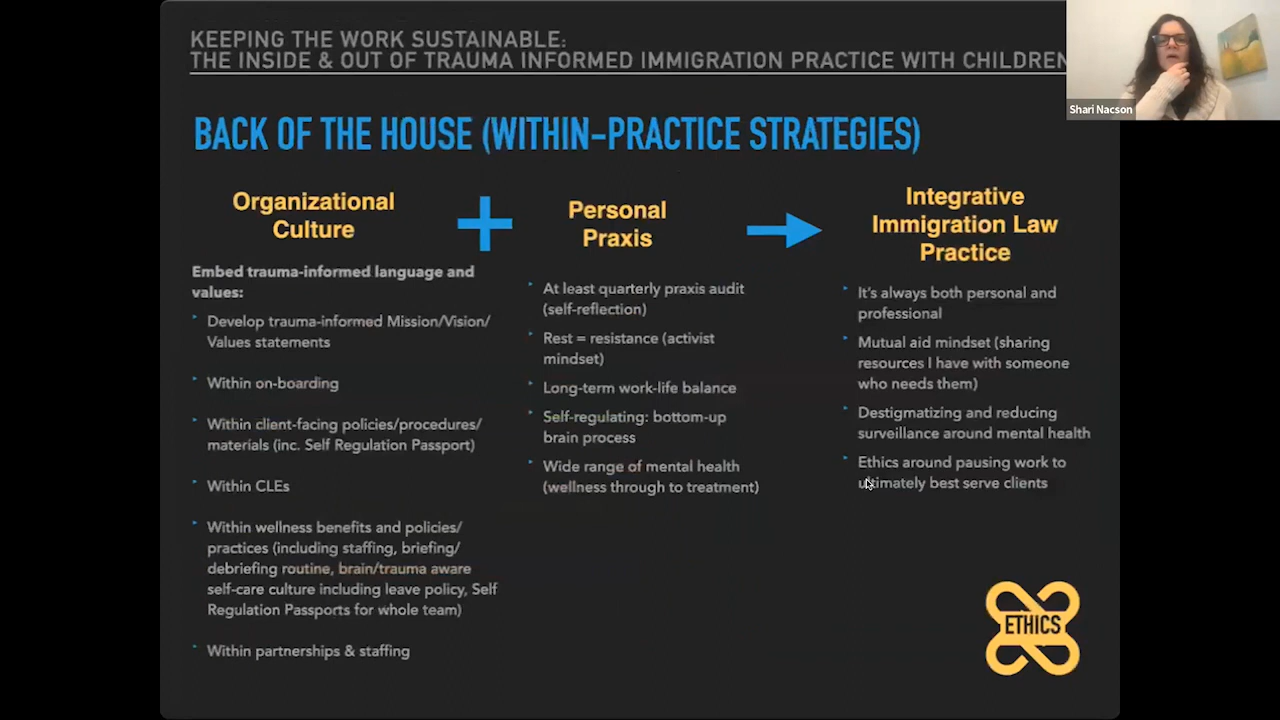 KEEPING THE WORK SUSTAINABLE:
THE INSIDE & OUT OF TRAUMA INFORMED IMMIGRATION PRACTICE WITH CHILDREN
Shari Nacson
BACK OF THE HOUSE (WITHIN-PRACTICE STRATEGIES)
Organizational
Culture
Embed trauma-informed language and
values:
Develop trauma-informed Mission/Vision/
Values statements
Within on-boarding
Within client-facing policies/procedures/
materials (inc. Self Regulation Passport)
Within CLEs
Within wellness benefits and policies/
practices (including staffing, briefing/
debriefing routine, brain/trauma aware
self-care culture including leave policy, Self
Regulation Passports for whole team)
Within partnerships & staffing
Personal
Praxis
At least quarterly praxis audit
(self-reflection)
Rest = resistance (activist
mindset)
Long-term work-life balance
Self-regulating: bottom-up
brain process
Wide range of mental health
(wellness through to treatment)
Integrative
Immigration Law
Practice
It's always both personal and
professional
Mutual aid mindset (sharing
resources I have with someone
who needs them)
Destigmatizing and reducing
surveillance around mental health
Ethics around pausing work to
ultimately best serve clients
ETHICS